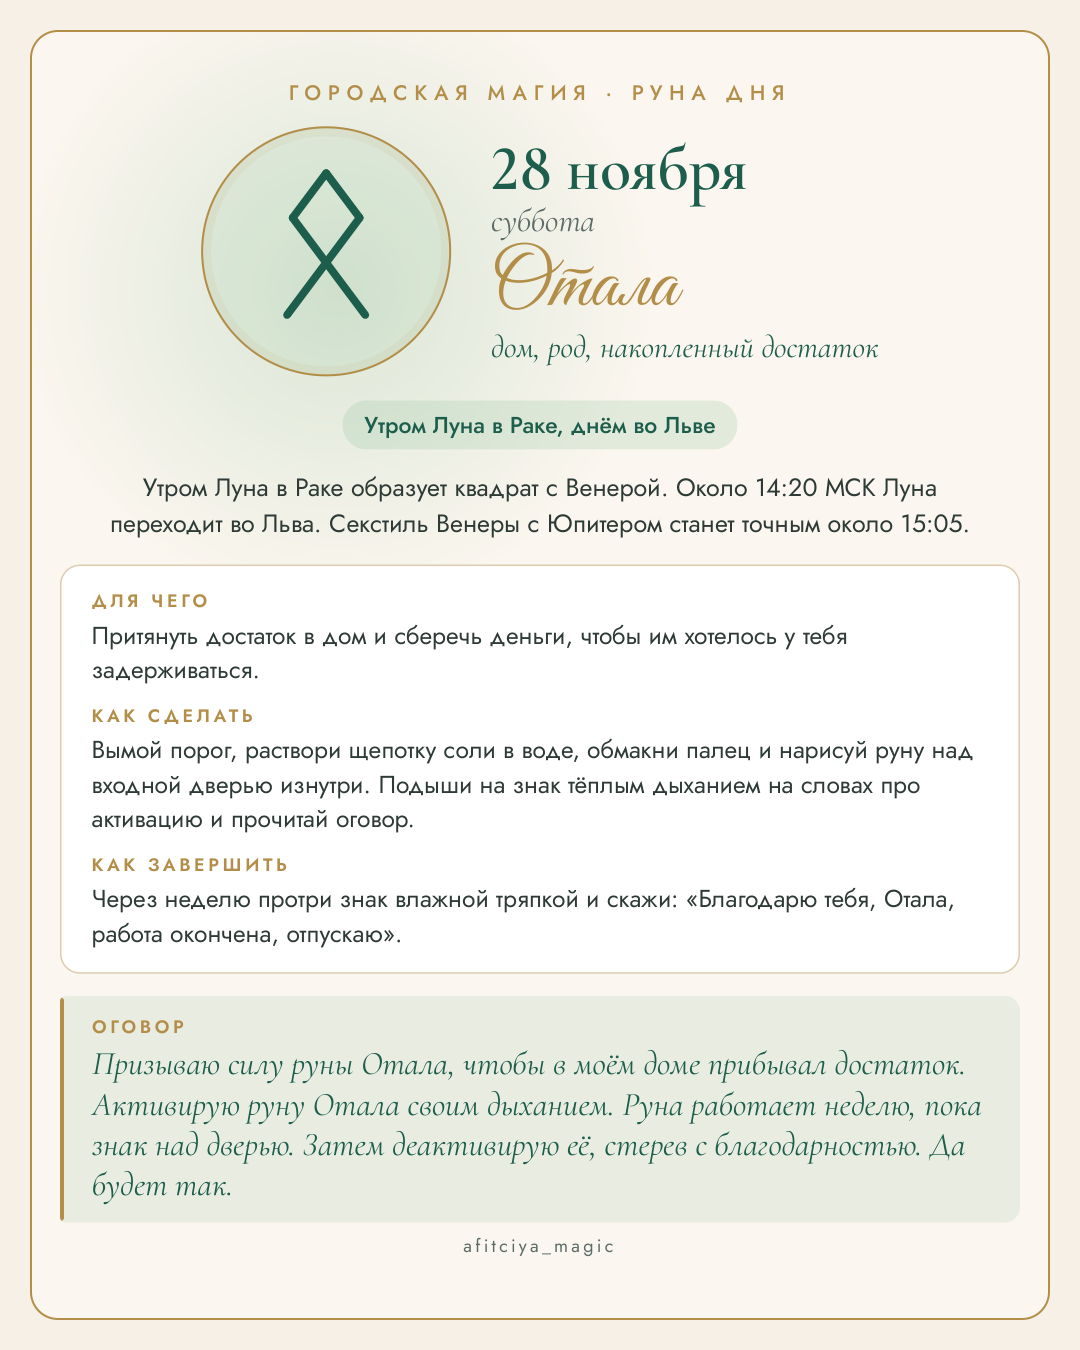 ГОРОДСКАЯ МАГИЯ · РУНА ДНЯ
28 ноября
суббота
Отала
дом, род, накопленный достаток
Утром Луна в Раке, днём во Льве
Утром Луна в Раке образует квадрат с Венерой. Около 14:20 МСК Луна
переходит во Льва. Секстиль Венеры с Юпитером станет точным около 15:05.
ДЛЯ ЧЕГО
Притянуть достаток в дом и сберечь деньги, чтобы им хотелось у тебя
задерживаться.
КАК СДЕЛАТЬ
Вымой порог, раствори щепотку соли в воде, обмакни палец и нарисуй руну над
входной дверью изнутри. Подыши на знак тёплым дыханием на словах про
активацию и прочитай оговор.
КАК ЗАВЕРШИТЬ
Через неделю протри знак влажной тряпкой и скажи: «Благодарю тебя, Отала,
работа окончена, отпускаю».
ОГОВОР
Призываю силу руны Отала, чтобы в моём доме прибывал достаток.
Активирую руну Отала своим дыханием. Руна работает неделю, пока
знак над дверью. Затем деактивирую её, стерев с благодарностью. Да
будет так.
afitciya_magic